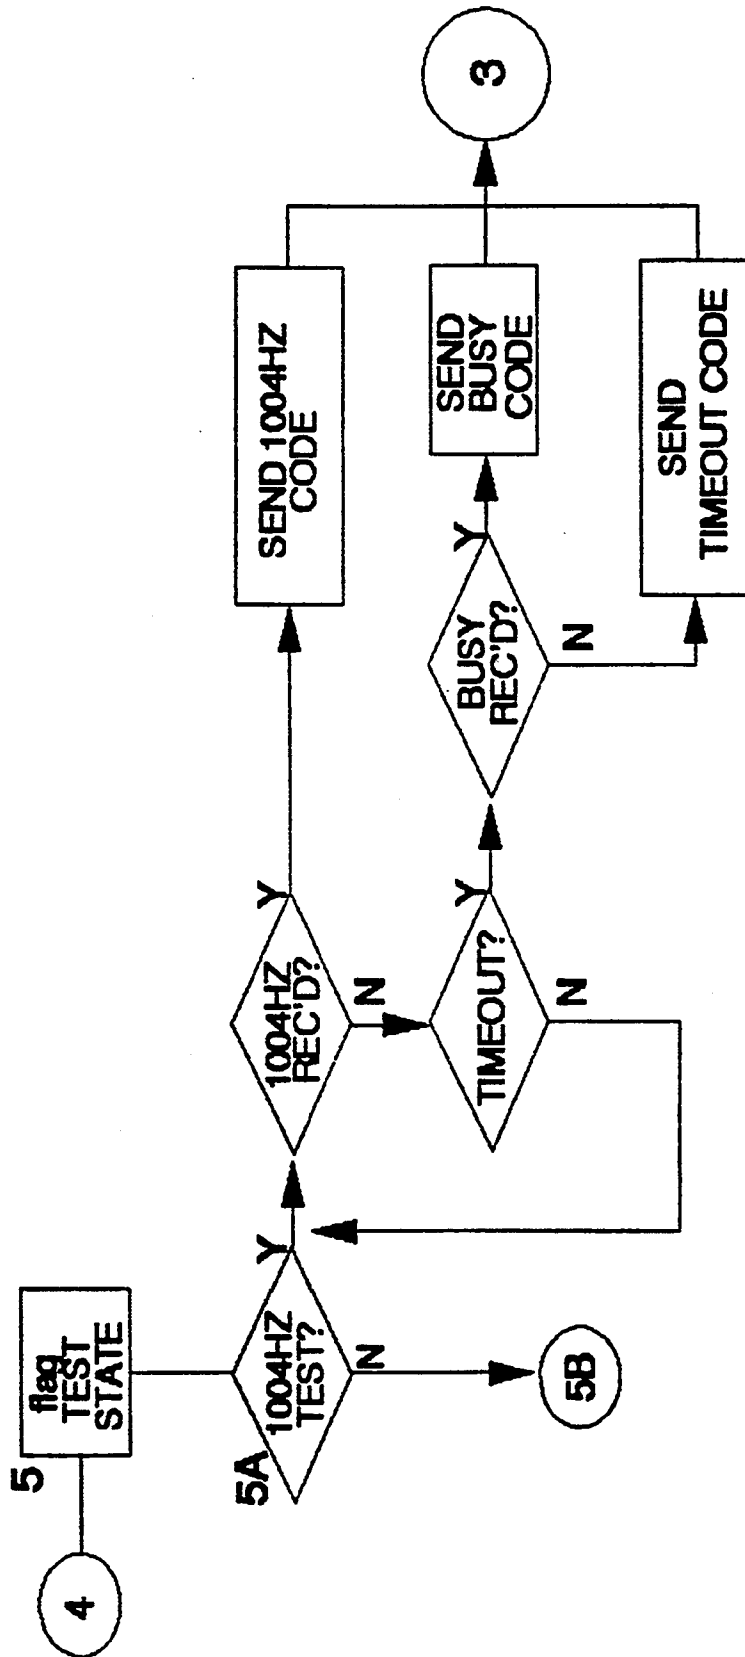 4
5
flag
TEST
STATE
5A
1004HZ
TEST?
Y
N
5B
1004HZ
REC'D?
Y
N
SEND 1004HZ
CODE
TIMEOUT?
Y
N
BUSY
REC'D?
Y
N
SEND
BUSY
CODE
SEND
TIMEOUT CODE
3